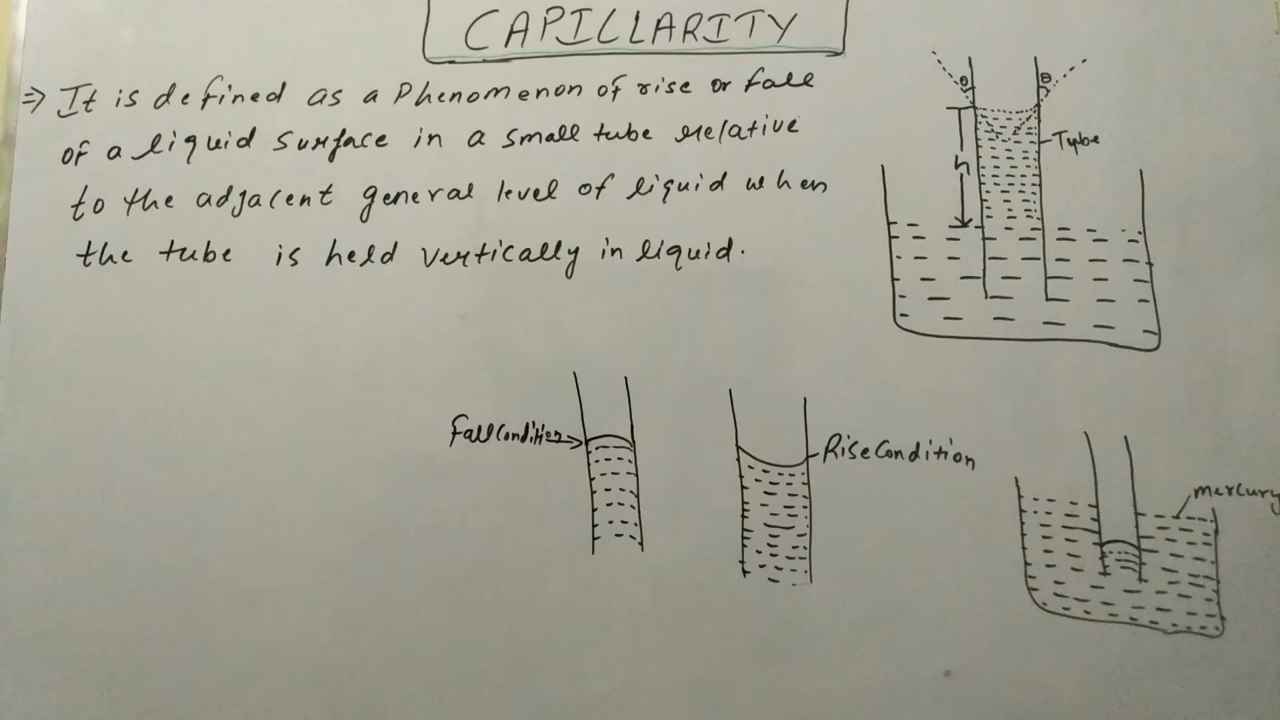 CAPILLARITY
⇒ It is defined as a Phenomenon of rise or fall
of a liquid surface in a small tube relative
to the adjacent general level of liquid when
the tube is held vertically in liquid.
θ θ
h
Tube
Fall Condition
Rise Condition
mercury